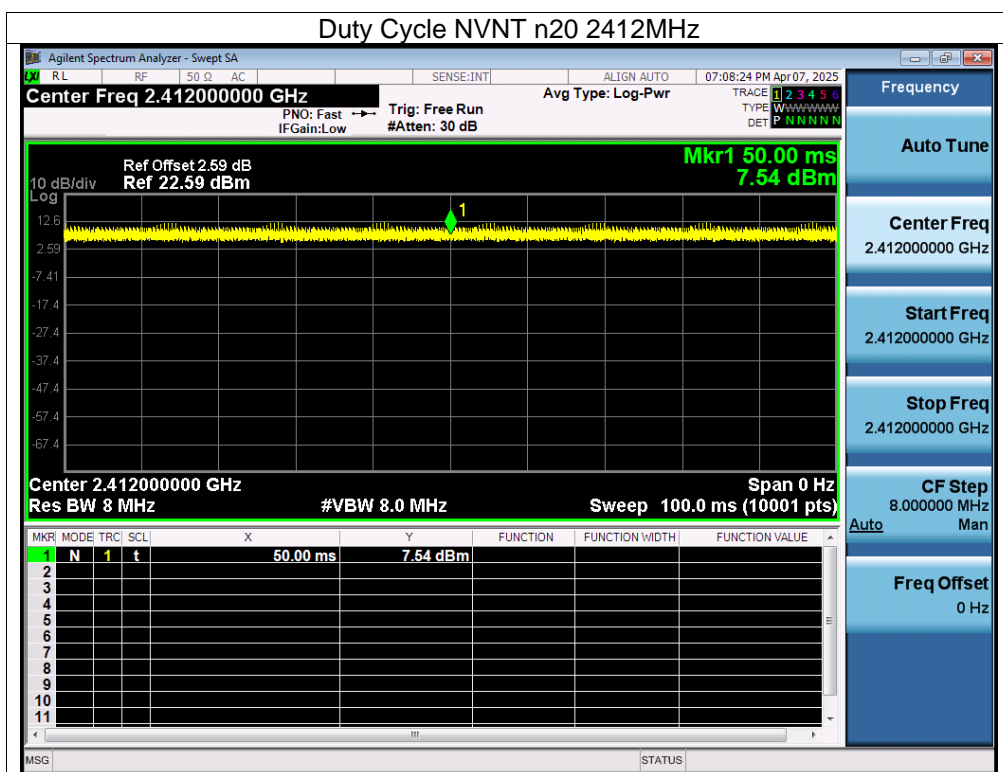 Duty Cycle NVNT n20 2412MHz
Agilent Spectrum Analyzer - Swept SA
LXI RL RF 50 Ω AC SENSE:INT ALIGN AUTO 07:08:24 PM Apr 07, 2025
Center Freq 2.412000000 GHz
PNO: Fast
IFGain:Low
Trig: Free Run
#Atten: 30 dB
Avg Type: Log-Pwr
TRACE 1 2 3 4 5 6
TYPE WWWWWW
DET P N N N N N
Ref Offset 2.59 dB
10 dB/div Ref 22.59 dBm
Log
Mkr1 50.00 ms
7.54 dBm
1
12.6
2.59
-7.41
-17.4
-27.4
-37.4
-47.4
-57.4
-67.4
Center 2.412000000 GHz Span 0 Hz
Res BW 8 MHz #VBW 8.0 MHz Sweep 100.0 ms (10001 pts)
MKR MODE TRC SCL X Y FUNCTION FUNCTION WIDTH FUNCTION VALUE
1 N 1 t 50.00 ms 7.54 dBm
2
3
4
5
6
7
8
9
10
11
MSG STATUS
Frequency
Auto Tune
Center Freq
2.412000000 GHz
Start Freq
2.412000000 GHz
Stop Freq
2.412000000 GHz
CF Step
8.000000 MHz
Auto Man
Freq Offset
0 Hz